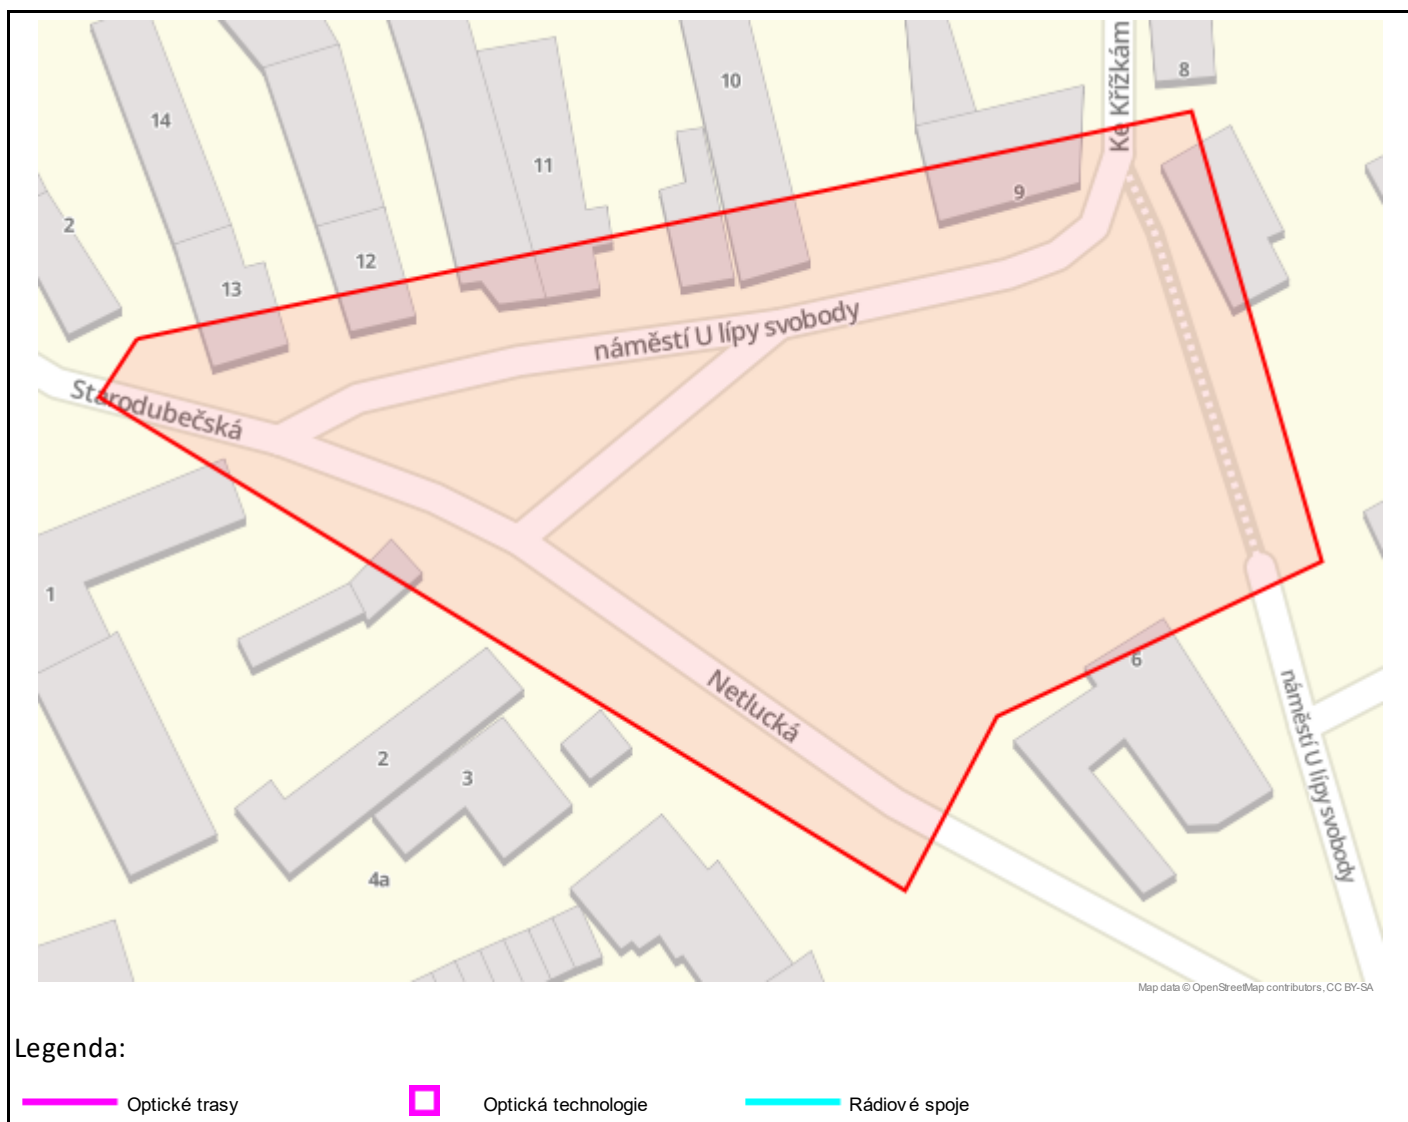 Ke Křížkám
8
10
14
11
9
2
12
13
náměstí U lípy svobody
Starodubečská
1
6
Netlucká
náměstí U lípy svobody
2
3
4a
Map data © OpenStreetMap contributors, CC BY-SA
Legenda:
Optické trasy
Optická technologie
Rádiové spoje